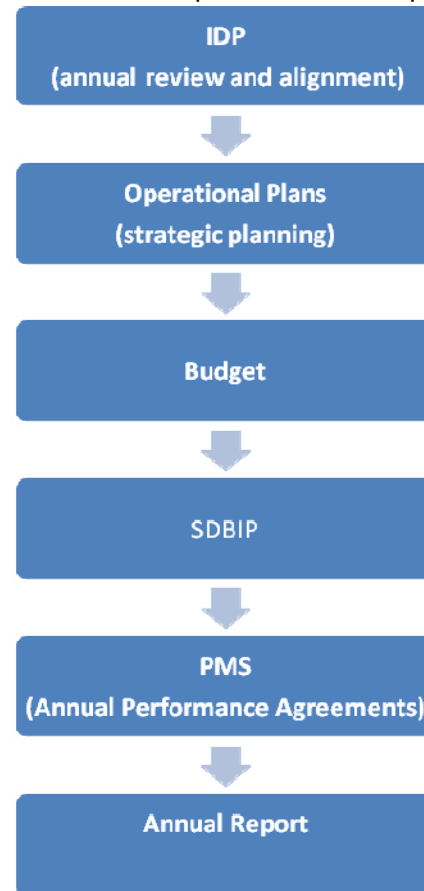 IDP
(annual review and alignment)
Operational Plans
(strategic planning)
Budget
SDBIP
PMS
(Annual Performance Agreements)
Annual Report